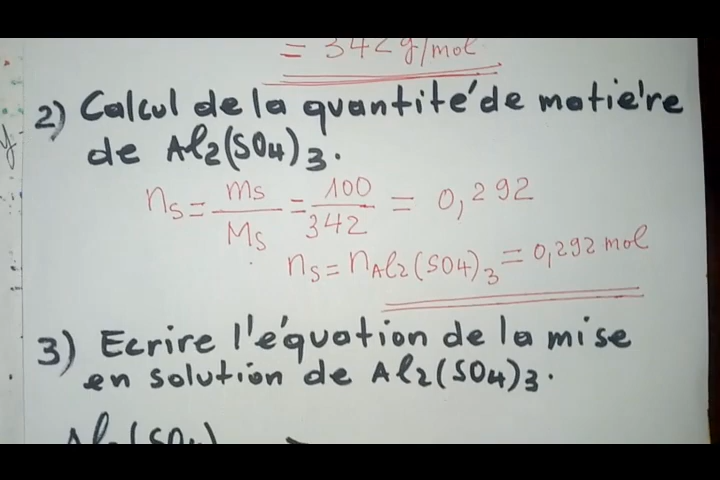 = 342 g/mol
2) Calcul de la quantité de matière
de Al2(SO4)3.
nS = mS / MS = 100 / 342 = 0,292
nS = nAl2(SO4)3 = 0,292 mol
3) Ecrire l'équation de la mise
en solution de Al2(SO4)3.
Al2(SO4)